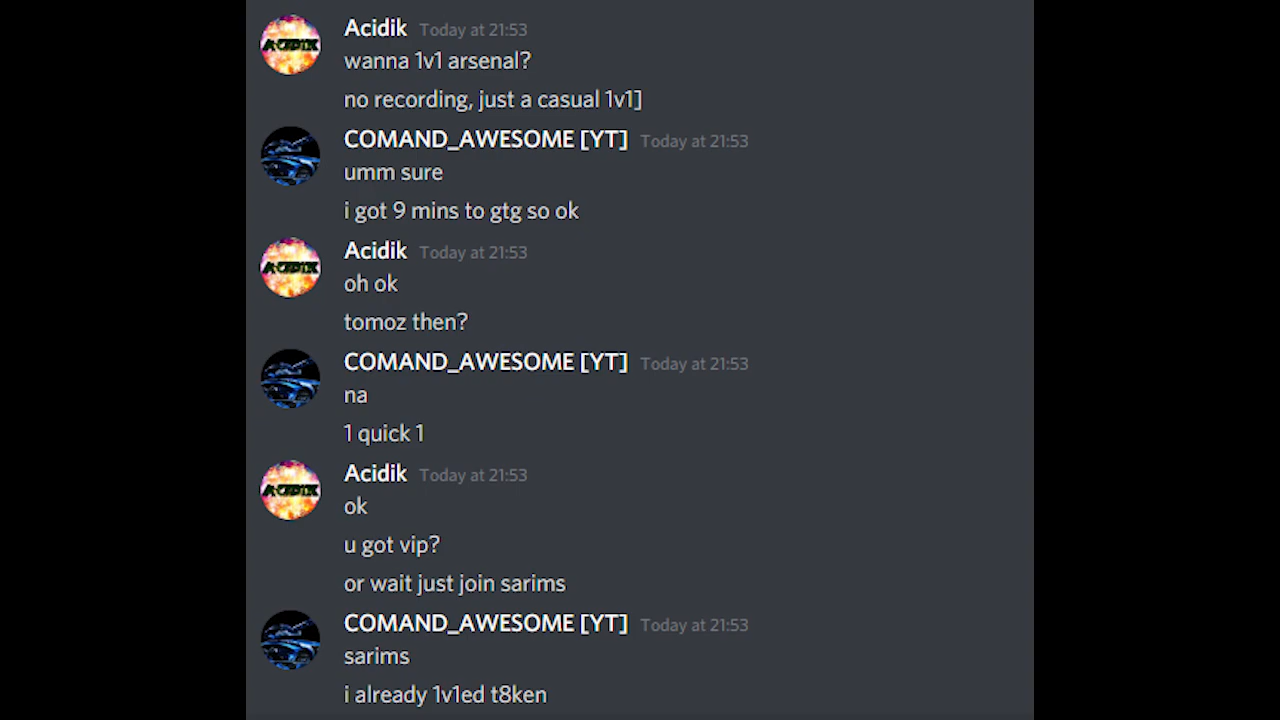 Acidik Today at 21:53
wanna 1v1 arsenal?
no recording, just a casual 1v1]
COMAND_AWESOME [YT] Today at 21:53
umm sure
i got 9 mins to gtg so ok
ACIDIK
Acidik Today at 21:53
oh ok
tomoz then?
COMAND_AWESOME [YT] Today at 21:53
na
1 quick 1
ACIDIK
Acidik Today at 21:53
ok
u got vip?
or wait just join sarims
COMAND_AWESOME [YT] Today at 21:53
sarims
i already 1v1ed t8ken